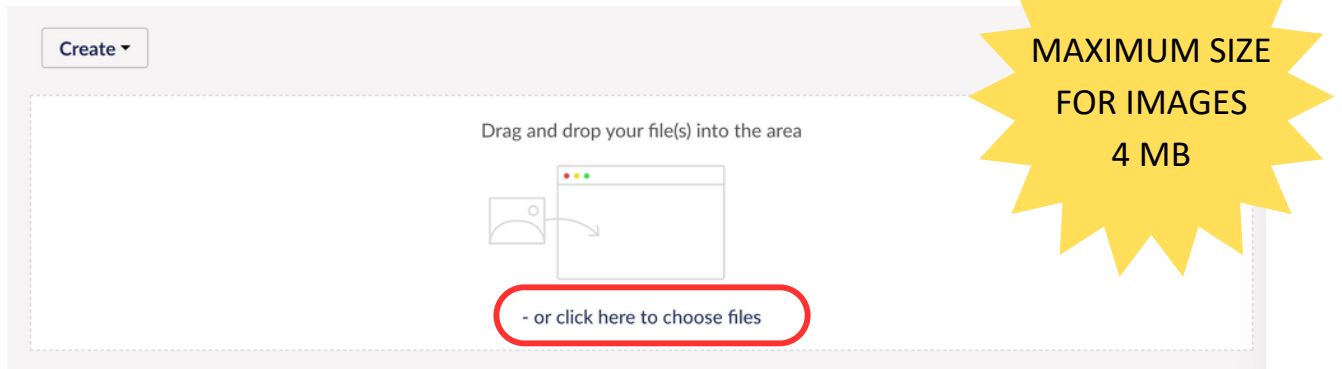 Create
MAXIMUM SIZE
FOR IMAGES
4 MB
Drag and drop your file(s) into the area
- or click here to choose files